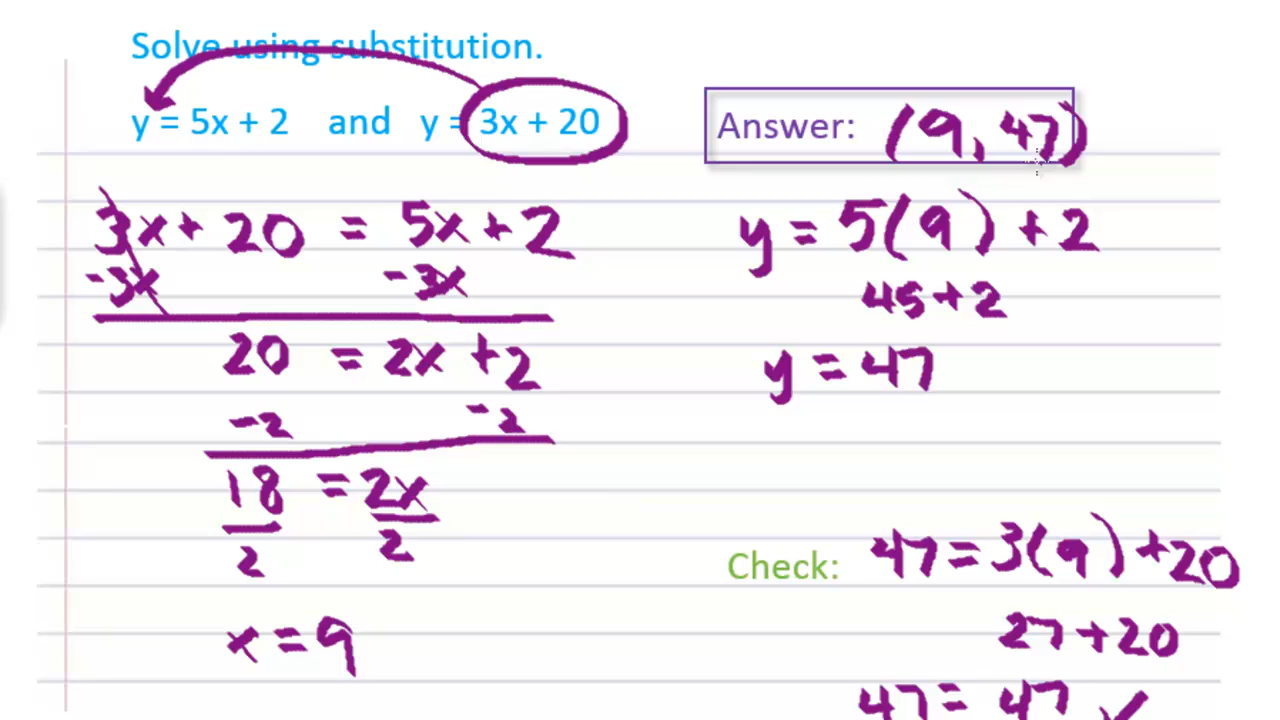 Solve using substitution.
y = 5x + 2 and y = 3x + 20
3x + 20 = 5x + 2
-3x -3x
20 = 2x + 2
-2 -2
18 = 2x
2 2
x = 9
Answer: (9, 47)
y = 5(9) + 2
45 + 2
y = 47
Check: 47 = 3(9) + 20
27 + 20
47 = 47 ✓